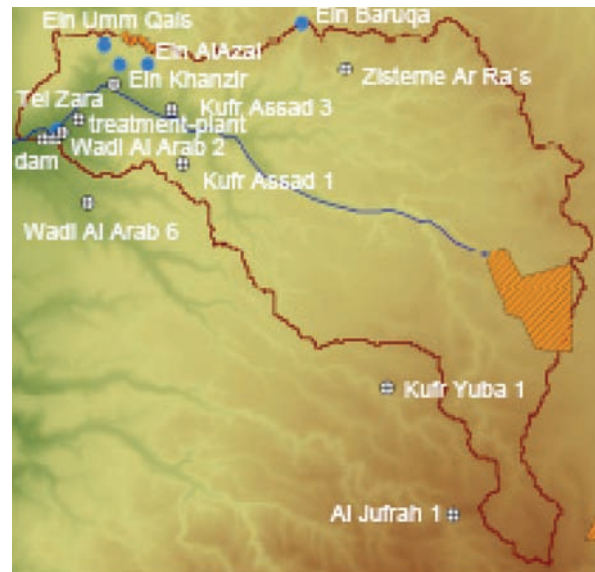 Ein Baruqa
Ein Umm Qais
Ein AlAzal
Zisterne Ar Ra`s
Ein Khanzir
Tel Zara
Kufr Assad 3
treatment-plant
Wadi Al Arab 2
dam
Kufr Assad 1
Wadi Al Arab 6
Kufr Yuba 1
Al Jufrah 1